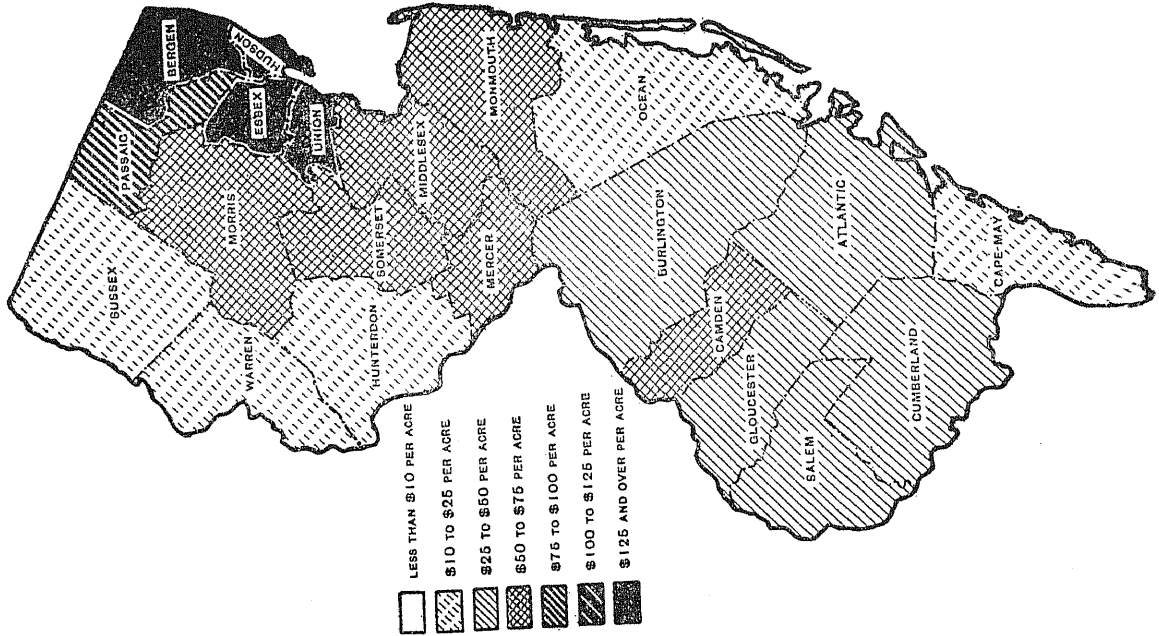 SUSSEX
PASSAIC
BERGEN
HUDSON
ESSEX
UNION
MORRIS
WARREN
HUNTERDON
SOMERSET
MIDDLESEX
MERCER
MONMOUTH
OCEAN
BURLINGTON
CAMDEN
GLOUCESTER
SALEM
ATLANTIC
CUMBERLAND
CAPE-MAY
LESS THAN $10 PER ACRE
$10 TO $25 PER ACRE
$25 TO $50 PER ACRE
$50 TO $75 PER ACRE
$75 TO $100 PER ACRE
$100 TO $125 PER ACRE
$125 AND OVER PER ACRE